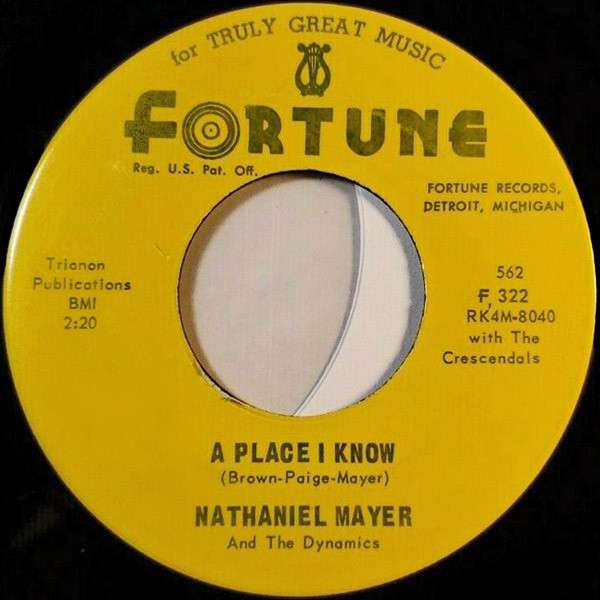 for TRULY GREAT MUSIC
FORTUNE
Reg. U.S. Pat. Off.
FORTUNE RECORDS,
DETROIT, MICHIGAN
Trianon
Publications
BMI
2:20
562
F, 322
RK4M-8040
with The
Crescendals
A PLACE I KNOW
(Brown-Paige-Mayer)
NATHANIEL MAYER
And The Dynamics